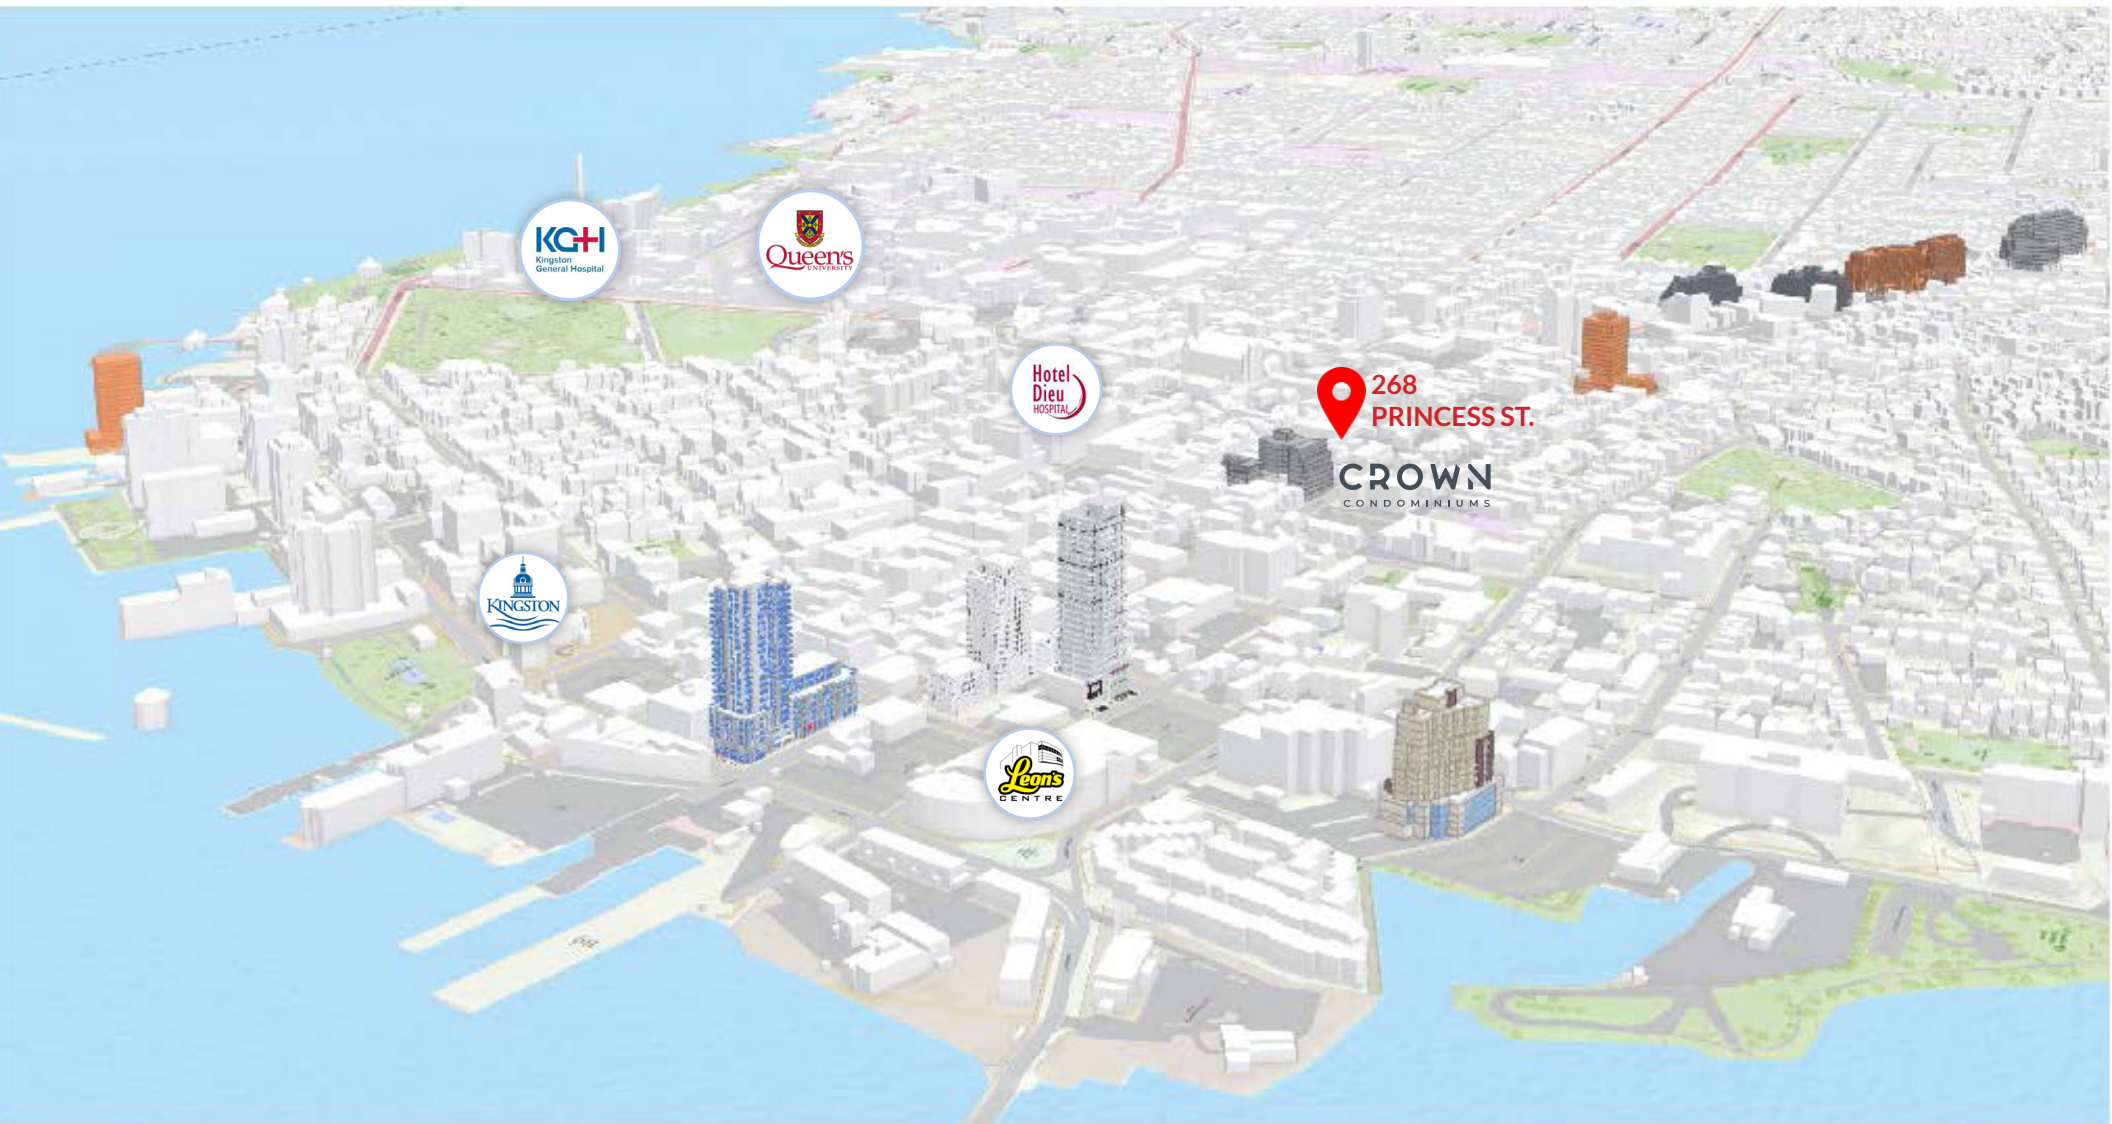 KGH
Kingston
General Hospital
Queen's
UNIVERSITY
Hotel
Dieu
HOSPITAL
268
PRINCESS ST.
CROWN
CONDOMINIUMS
KINGSTON
Leon's
CENTRE